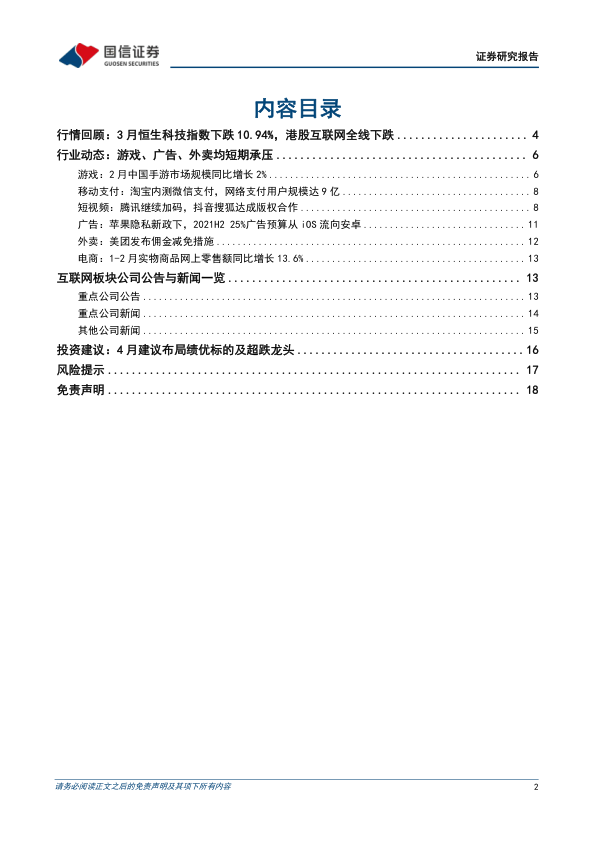 国信证券
GUOSEN SECURITIES
证券研究报告
内容目录
行情回顾：3 月恒生科技指数下跌 10.94%，港股互联网全线下跌 ................... 4
行业动态：游戏、广告、外卖均短期承压 ................................... 6
游戏：2 月中国手游市场规模同比增长 2% .......................................... 6
移动支付：淘宝内测微信支付，网络支付用户规模达 9 亿 ............................. 8
短视频：腾讯继续加码，抖音搜狐达成版权合作 ..................................... 8
广告：苹果隐私新政下，2021H2 25%广告预算从 iOS 流向安卓 .......................... 11
外卖：美团发布佣金减免措施 .................................................. 12
电商：1-2 月实物商品网上零售额同比增长 13.6% .................................... 13
互联网板块公司公告与新闻一览 ......................................... 13
重点公司公告 ............................................................... 13
重点公司新闻 ............................................................... 14
其他公司新闻 ............................................................... 15
投资建议：4 月建议布局绩优标的及超跌龙头 ................................ 16
风险提示 ........................................................... 17
免责声明 ........................................................... 18
请务必阅读正文之后的免责声明及其项下所有内容
2